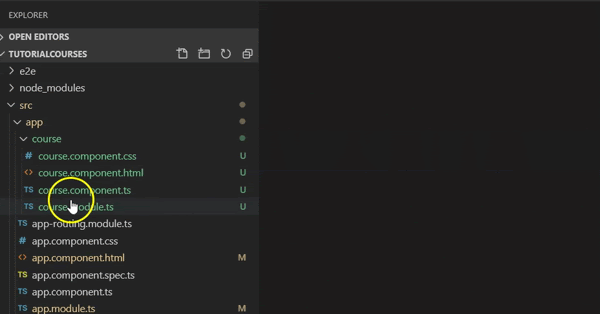 EXPLORER
OPEN EDITORS
TUTORIALCOURSES
e2e
node_modules
src
app
course
# course.component.css U
<> course.component.html U
TS course.component.ts U
TS course.module.ts U
TS app-routing.module.ts
# app.component.css
<> app.component.html M
TS app.component.spec.ts
TS app.component.ts
TS app.module.ts M